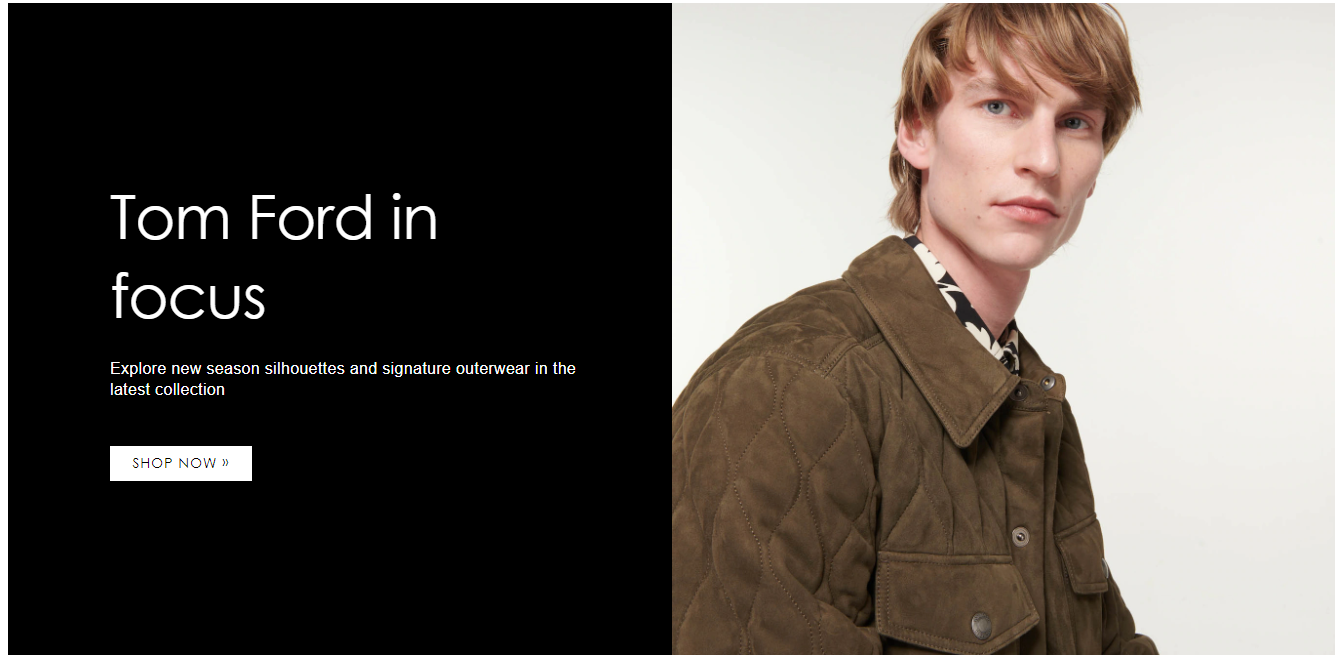 Tom Ford in
focus
Explore new season silhouettes and signature outerwear in the
latest collection
SHOP NOW »